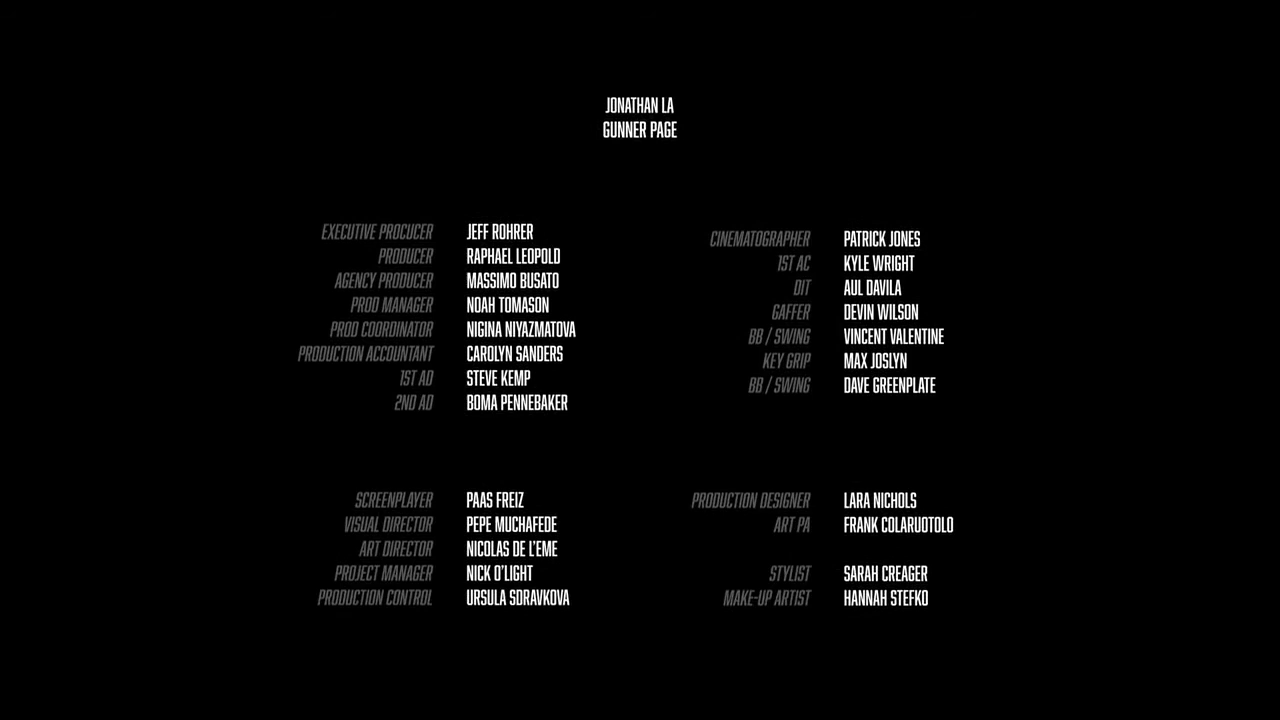 JONATHAN LA
GUNNER PAGE
EXECUTIVE PROCUCER JEFF ROHRER
PRODUCER RAPHAEL LEOPOLD
AGENCY PRODUCER MASSIMO BUSATO
PROD MANAGER NOAH TOMASON
PROD COORDINATOR NIGINA NIYAZMATOVA
PRODUCTION ACCOUNTANT CAROLYN SANDERS
1ST AD STEVE KEMP
2ND AD BOMA PENNEBAKER
CINEMATOGRAPHER PATRICK JONES
1ST AC KYLE WRIGHT
DIT AUL DAVILA
GAFFER DEVIN WILSON
BB / SWING VINCENT VALENTINE
KEY GRIP MAX JOSLYN
BB / SWING DAVE GREENPLATE
SCREENPLAYER PAAS FREIZ
VISUAL DIRECTOR PEPE MUCHAFEDE
ART DIRECTOR NICOLAS DE L'EME
PROJECT MANAGER NICK O'LIGHT
PRODUCTION CONTROL URSULA SDRAVKOVA
PRODUCTION DESIGNER LARA NICHOLS
ART PA FRANK COLARUOTOLO
STYLIST SARAH CREAGER
MAKE-UP ARTIST HANNAH STEFKO